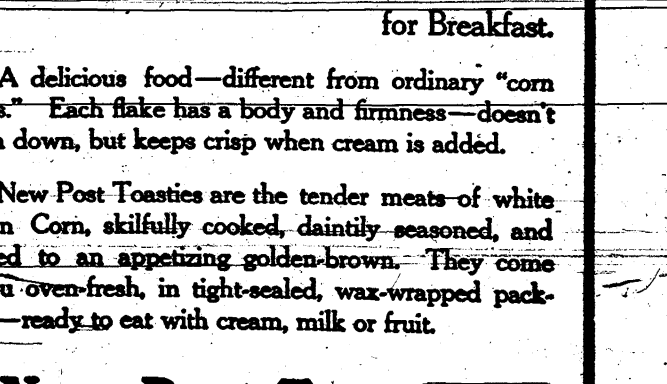 for Breakfast.
A delicious food—different from ordinary “corn
s.” Each flake has a body and firmness—doesn't
down, but keeps crisp when cream is added.
New Post Toasties are the tender meats of white
n Corn, skilfully cooked, daintily seasoned, and
ed to an appetizing golden-brown. They come
u oven-fresh, in tight-sealed, wax-wrapped pack-
—ready to eat with cream, milk or fruit.